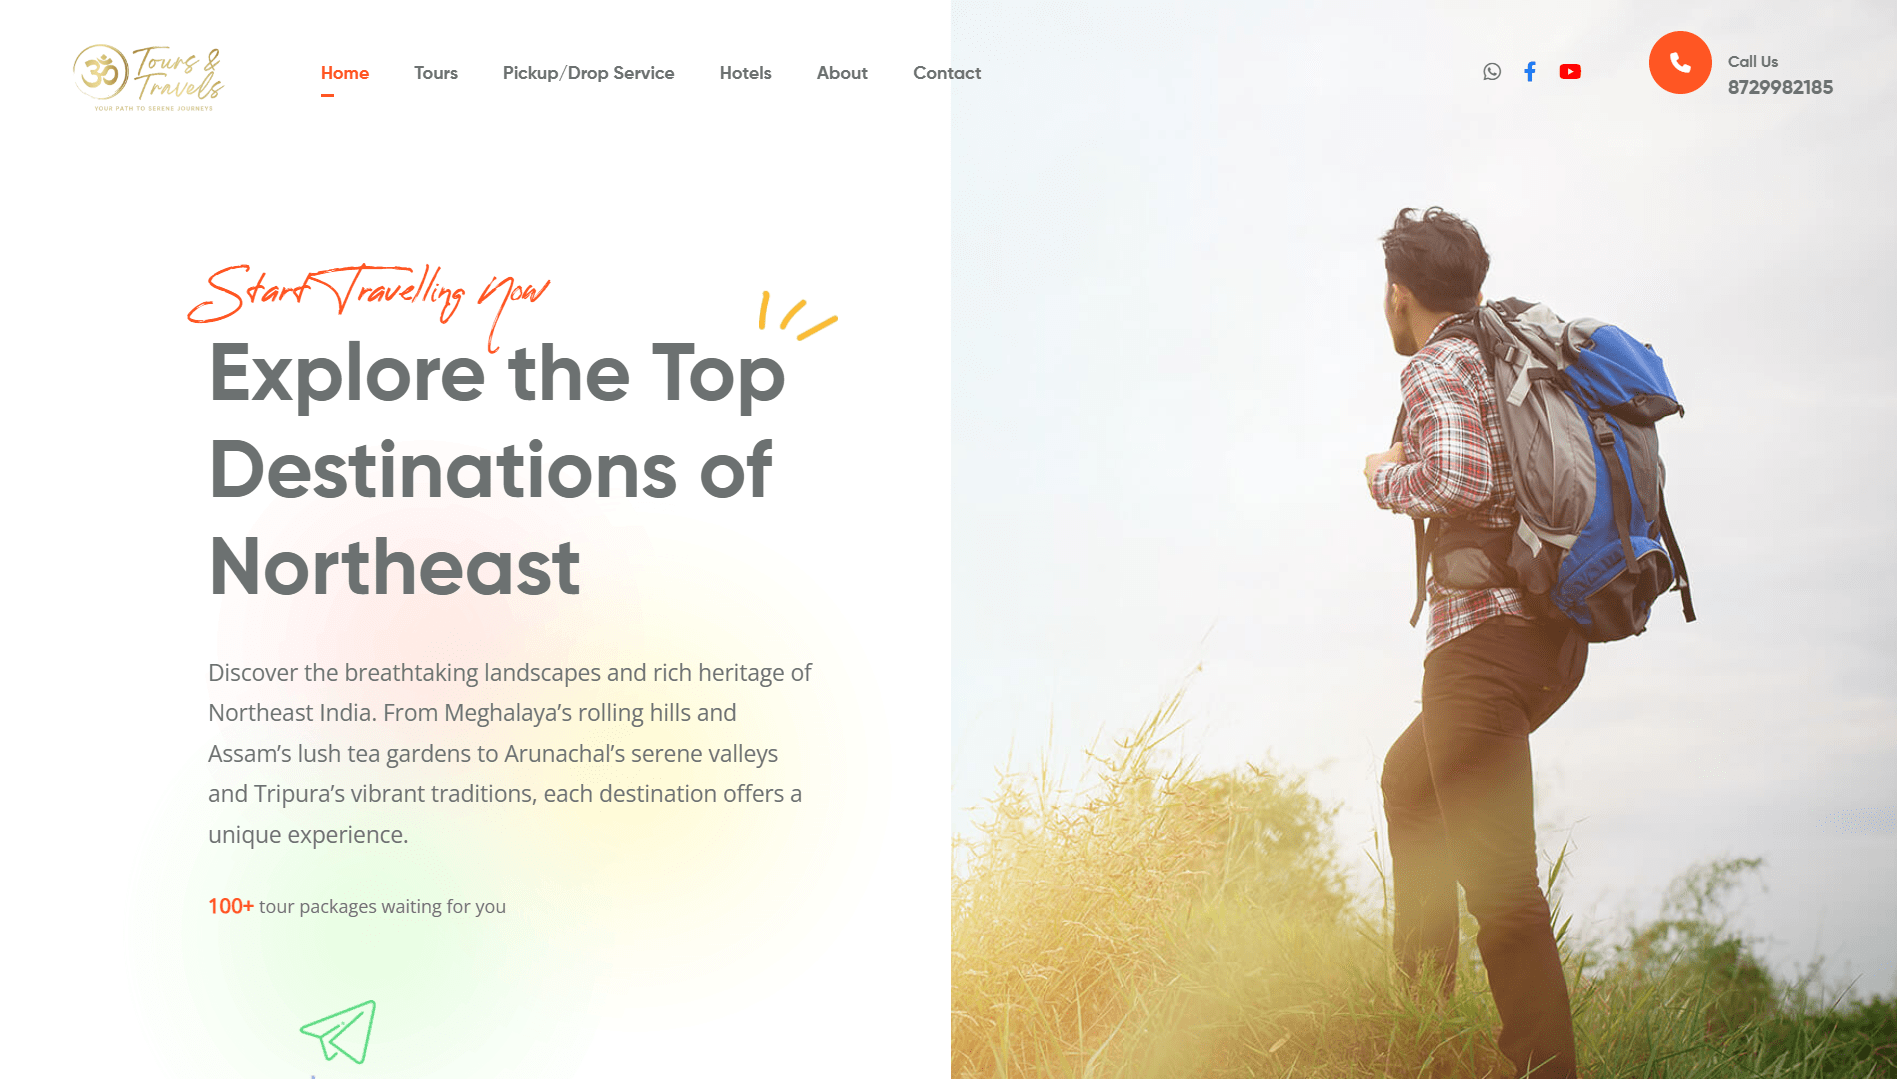 ॐ Tours &
Travels
YOUR PATH TO SERENE JOURNEYS
Home Tours Pickup/Drop Service Hotels About Contact
Call Us
8729982185
Start Travelling Now
Explore the Top
Destinations of
Northeast
Discover the breathtaking landscapes and rich heritage of
Northeast India. From Meghalaya’s rolling hills and
Assam’s lush tea gardens to Arunachal’s serene valleys
and Tripura’s vibrant traditions, each destination offers a
unique experience.
100+ tour packages waiting for you